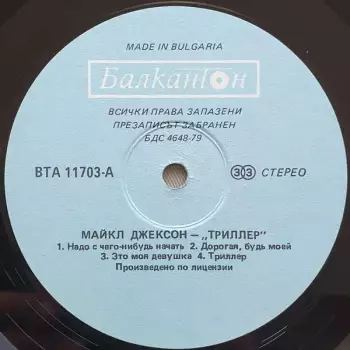 MADE IN BULGARIA
Балкантон
ВСИЧКИ ПРАВА ЗАПАЗЕНИ
ПРЕЗАПИСЪТ ЗАБРАНЕН
БДС 4648-79
ВТА 11703-А
33 СТЕРЕО
МАЙКЛ ДЖЕКСОН — „ТРИЛЛЕР"
1. Надо с чего-нибудь начать 2. Дорогая, будь моей
3. Это моя девушка 4. Триллер
Произведено по лицензии